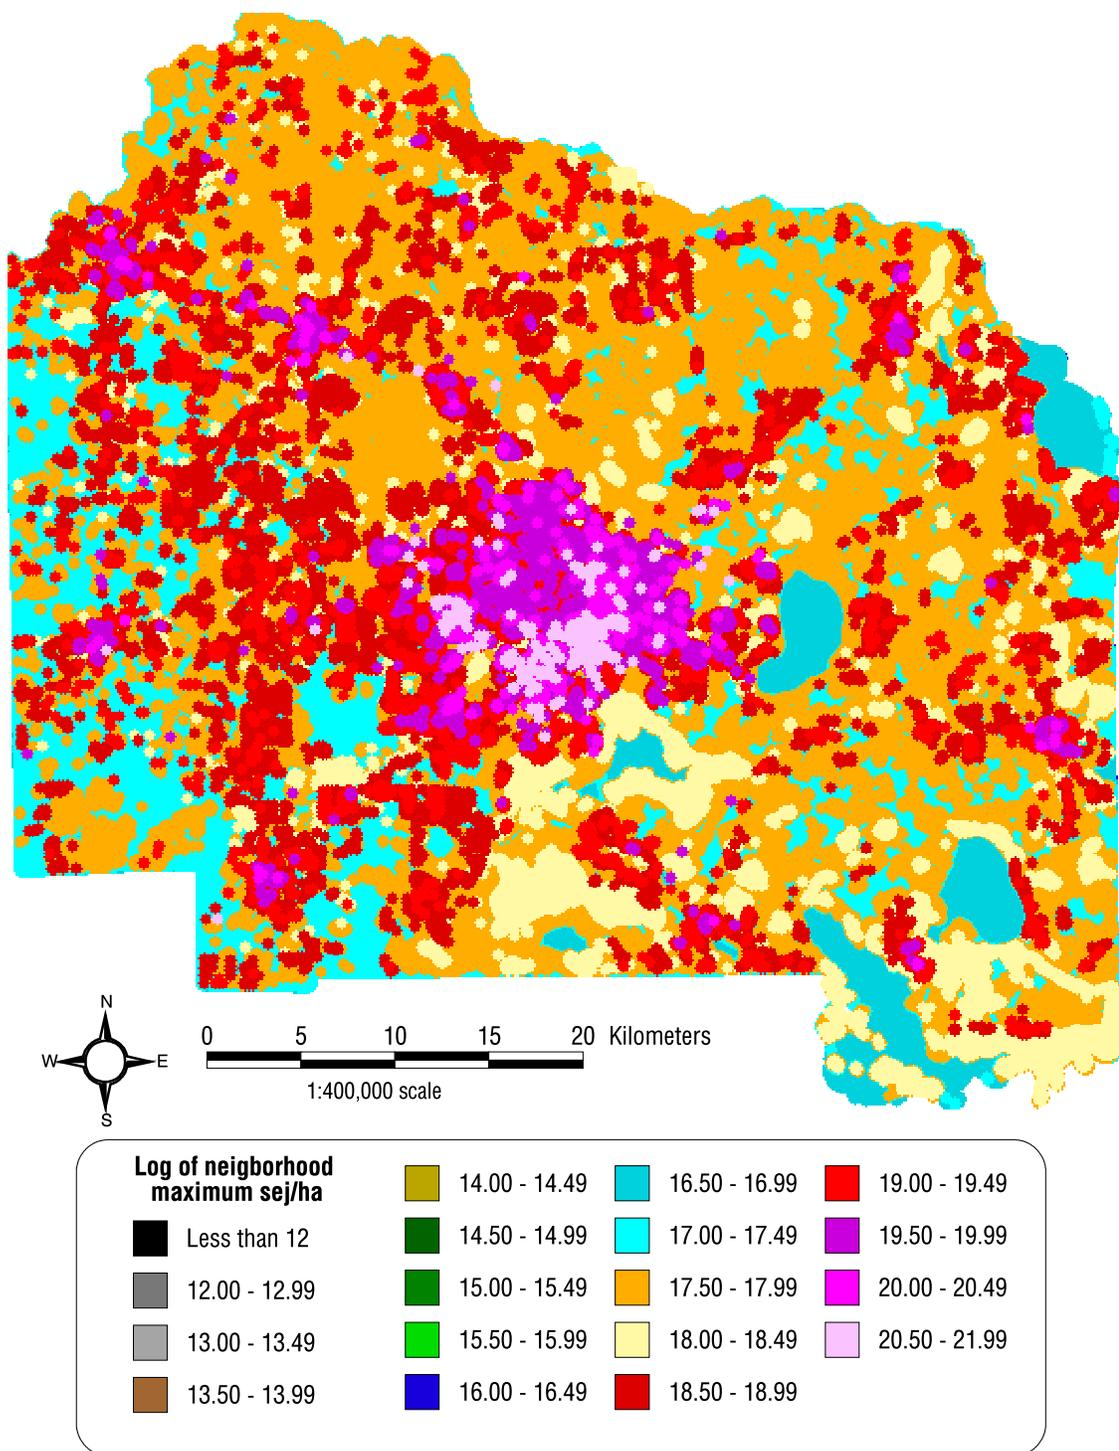 N
W E
S
0 5 10 15 20 Kilometers
1:400,000 scale
Log of neigborhood
maximum sej/ha
Less than 12
12.00 - 12.99
13.00 - 13.49
13.50 - 13.99
14.00 - 14.49
14.50 - 14.99
15.00 - 15.49
15.50 - 15.99
16.00 - 16.49
16.50 - 16.99
17.00 - 17.49
17.50 - 17.99
18.00 - 18.49
18.50 - 18.99
19.00 - 19.49
19.50 - 19.99
20.00 - 20.49
20.50 - 21.99